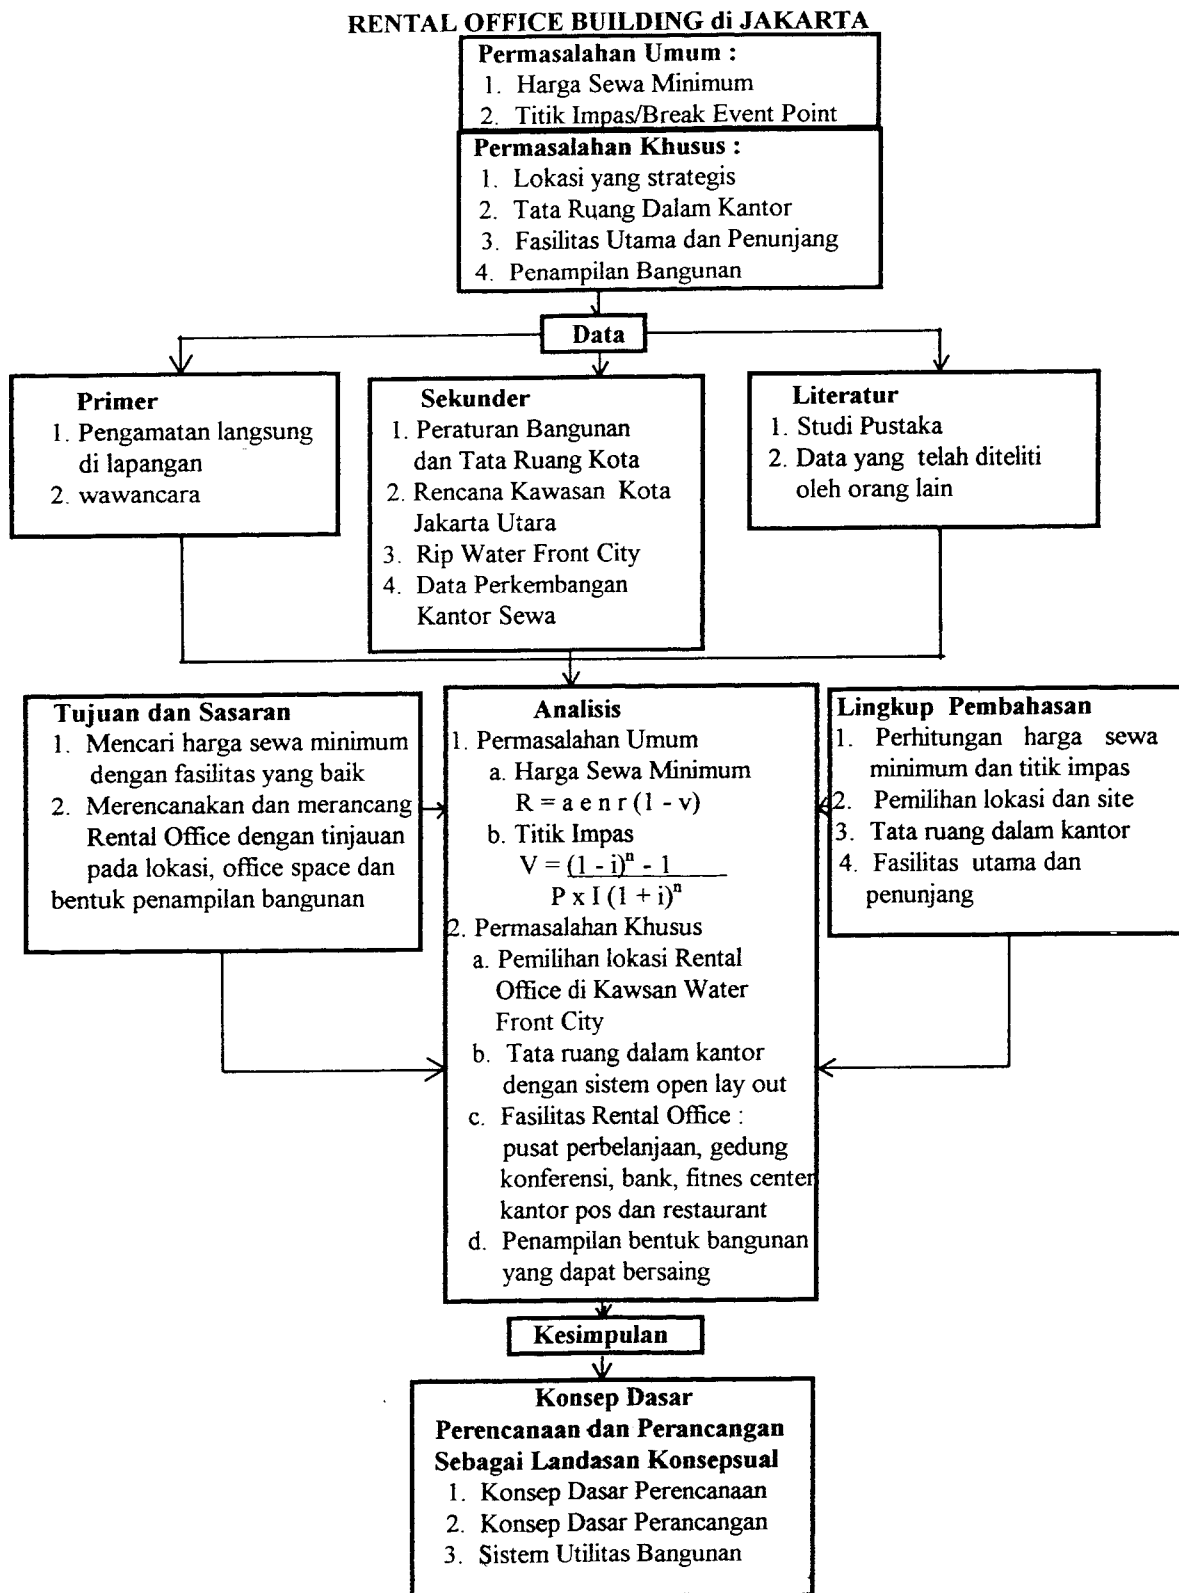 RENTAL OFFICE BUILDING di JAKARTA
Permasalahan Umum :
1. Harga Sewa Minimum
2. Titik Impas/Break Event Point
Permasalahan Khusus :
1. Lokasi yang strategis
2. Tata Ruang Dalam Kantor
3. Fasilitas Utama dan Penunjang
4. Penampilan Bangunan
Data
Primer
1. Pengamatan langsung
di lapangan
2. wawancara
Sekunder
1. Peraturan Bangunan
dan Tata Ruang Kota
2. Rencana Kawasan Kota
Jakarta Utara
3. Rip Water Front City
4. Data Perkembangan
Kantor Sewa
Literatur
1. Studi Pustaka
2. Data yang telah diteliti
oleh orang lain
Tujuan dan Sasaran
1. Mencari harga sewa minimum
dengan fasilitas yang baik
2. Merencanakan dan merancang
Rental Office dengan tinjauan
pada lokasi, office space dan
bentuk penampilan bangunan
Analisis
1. Permasalahan Umum
a. Harga Sewa Minimum
R = a e n r (1 - v)
b. Titik Impas
V = (1 - i)ⁿ - 1
P x I (1 + i)ⁿ
2. Permasalahan Khusus
a. Pemilihan lokasi Rental
Office di Kawsan Water
Front City
b. Tata ruang dalam kantor
dengan sistem open lay out
c. Fasilitas Rental Office :
pusat perbelanjaan, gedung
konferensi, bank, fitnes center
kantor pos dan restaurant
d. Penampilan bentuk bangunan
yang dapat bersaing
Lingkup Pembahasan
1. Perhitungan harga sewa
minimum dan titik impas
2. Pemilihan lokasi dan site
3. Tata ruang dalam kantor
4. Fasilitas utama dan
penunjang
Kesimpulan
Konsep Dasar
Perencanaan dan Perancangan
Sebagai Landasan Konsepsual
1. Konsep Dasar Perencanaan
2. Konsep Dasar Perancangan
3. Sistem Utilitas Bangunan